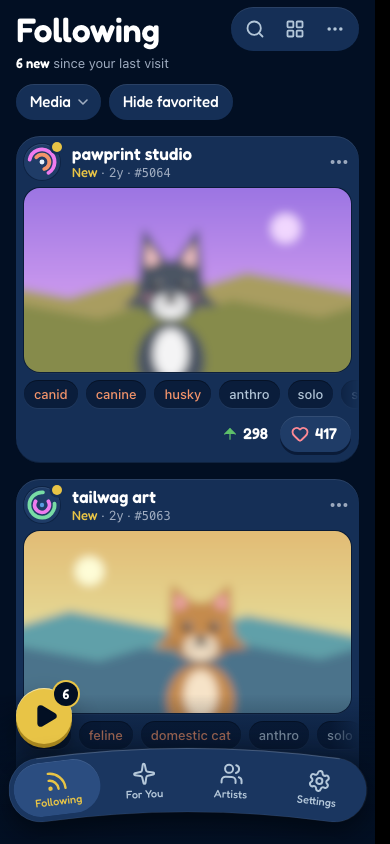 Following
6 new since your last visit
Media
Hide favorited
pawprint studio
New · 2y · #5064
canid canine husky anthro solo
298 417
tailwag art
New · 2y · #5063
6
feline domestic cat anthro solo
Following For You Artists Settings